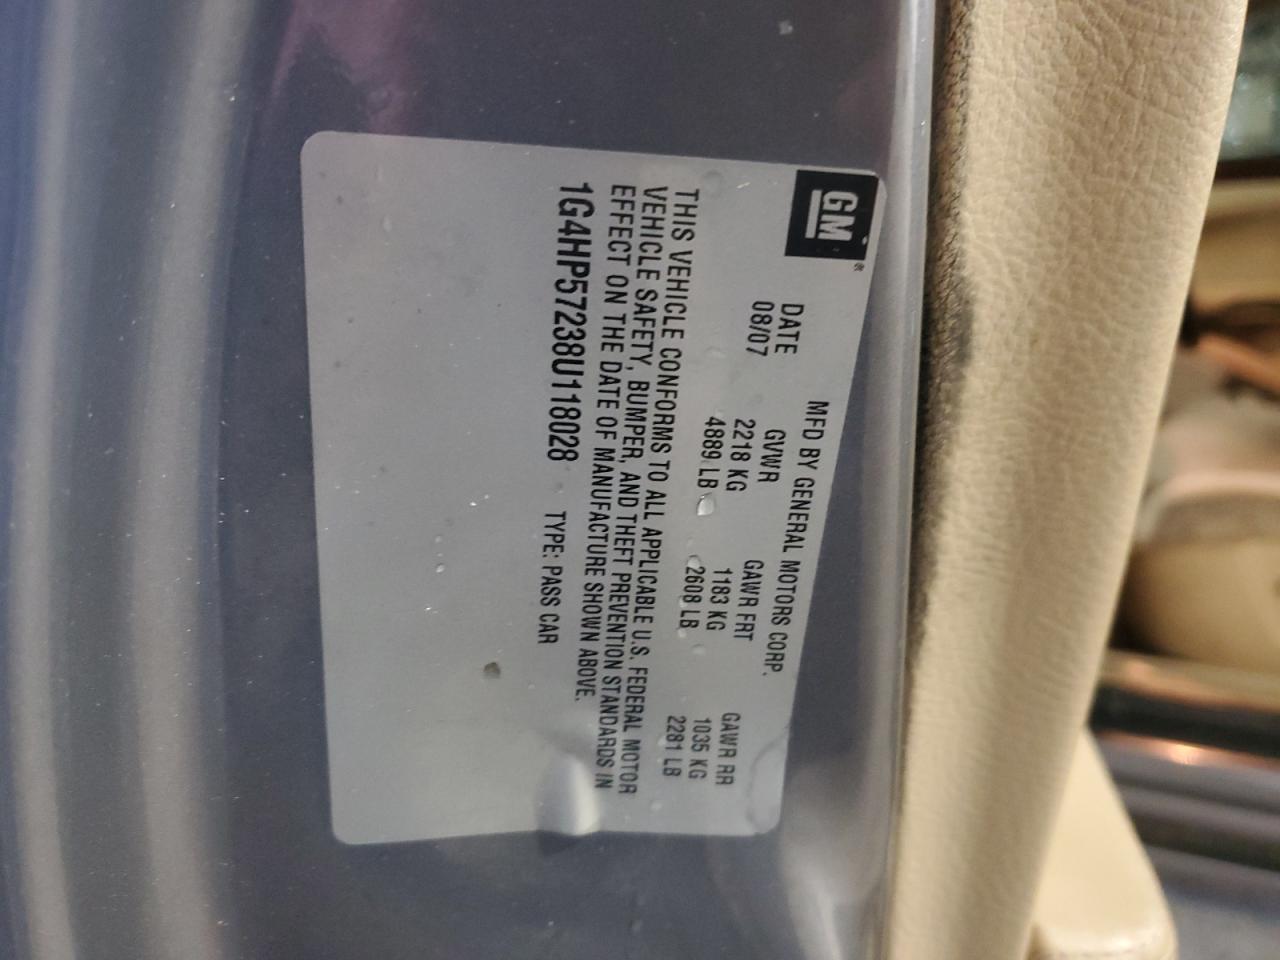 GM
MFD BY GENERAL MOTORS CORP.
DATE GVWR GAWR FRT GAWR RR
08/07 2218 KG 1183 KG 1035 KG
4889 LB 2608 LB 2281 LB
THIS VEHICLE CONFORMS TO ALL APPLICABLE U.S. FEDERAL MOTOR
VEHICLE SAFETY, BUMPER, AND THEFT PREVENTION STANDARDS IN
EFFECT ON THE DATE OF MANUFACTURE SHOWN ABOVE.
1G4HP57238U118028 TYPE: PASS CAR